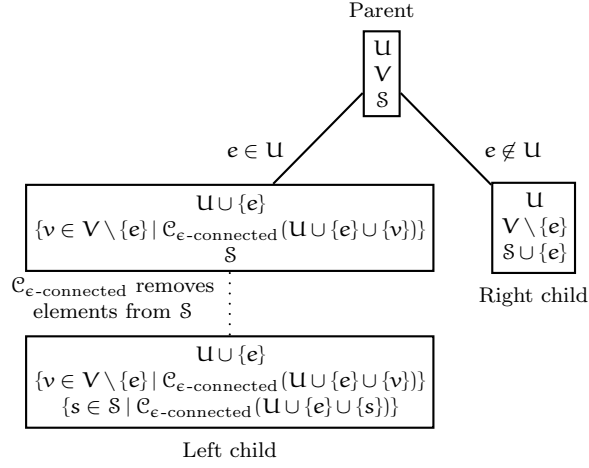 Parent
U
V
S
e ∈ U
e ∉ U
U ∪ {e}
{v ∈ V \ {e} | C_ϵ-connected(U ∪ {e} ∪ {v})}
S
U
V \ {e}
S ∪ {e}
C_ϵ-connected removes
elements from S
Right child
U ∪ {e}
{v ∈ V \ {e} | C_ϵ-connected(U ∪ {e} ∪ {v})}
{s ∈ S | C_ϵ-connected(U ∪ {e} ∪ {s})}
Left child